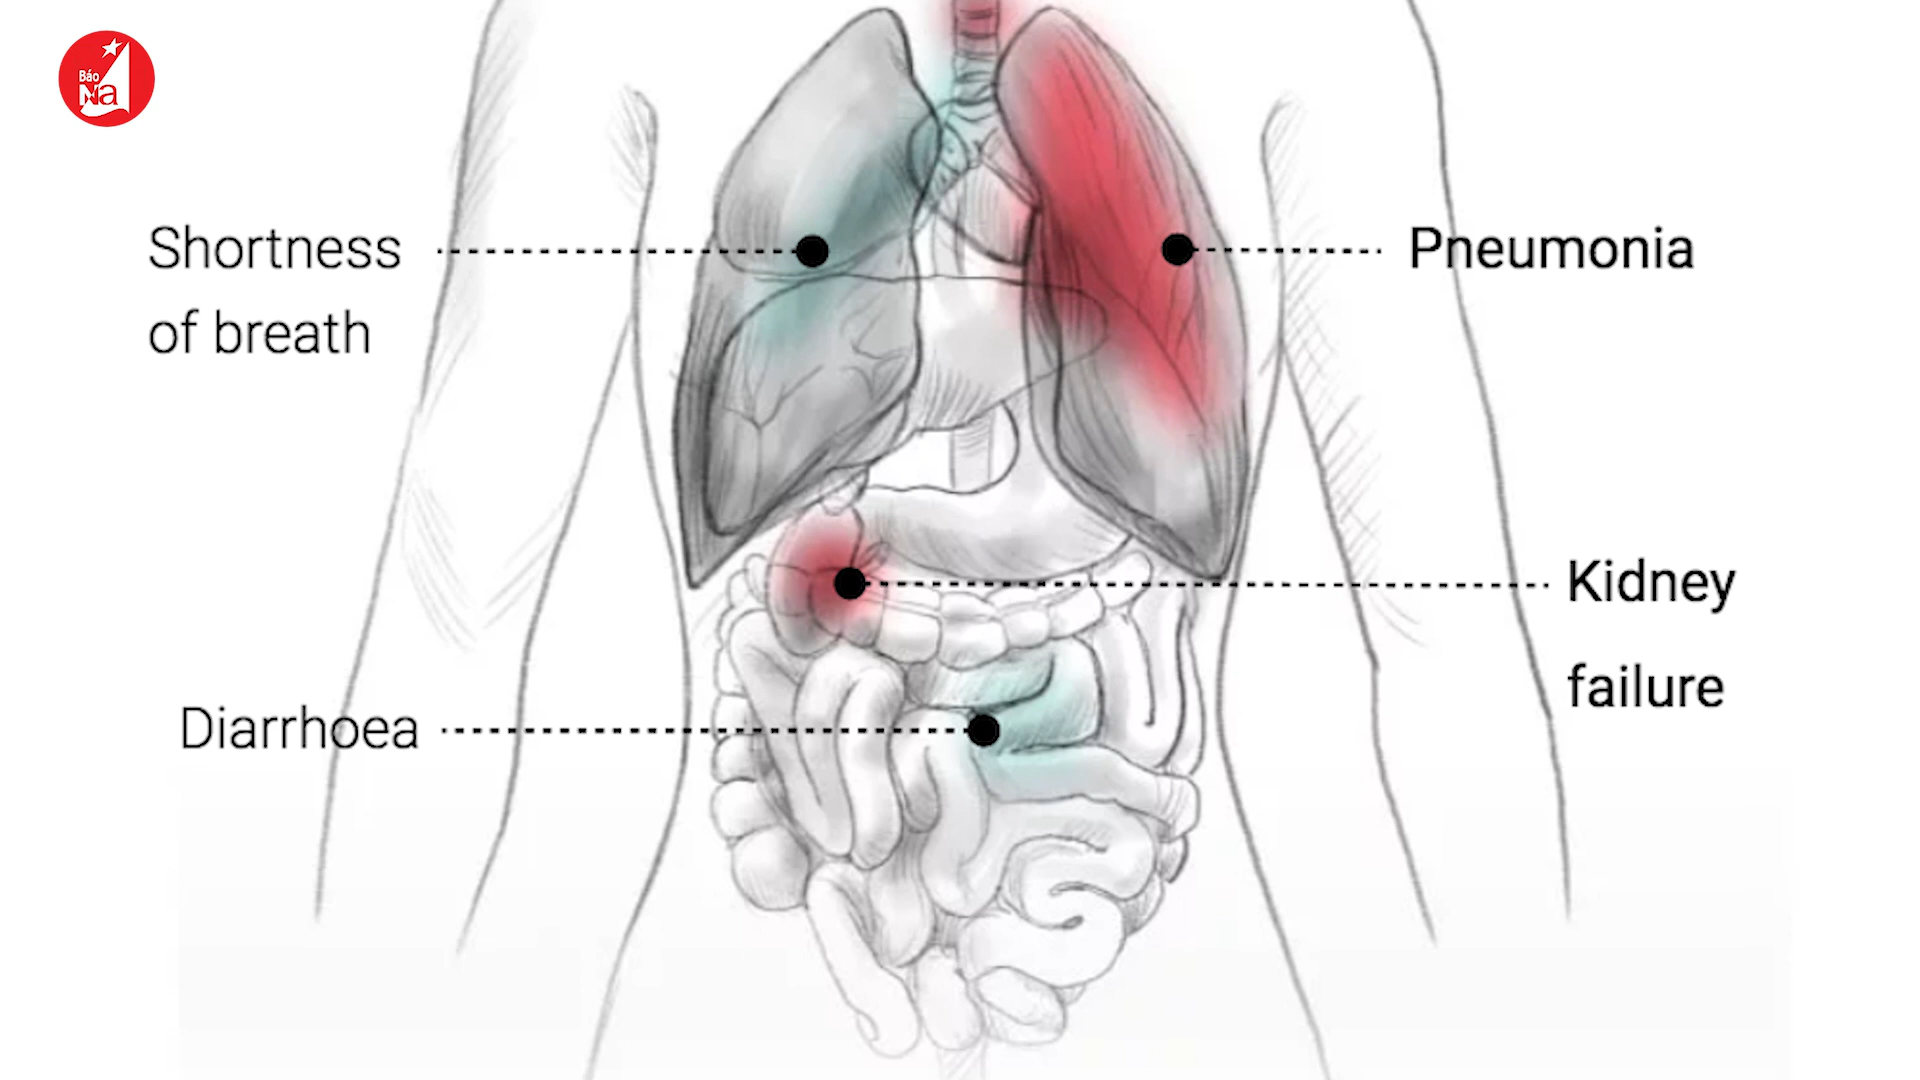 Báo
Na
Shortness
of breath
Pneumonia
Kidney
failure
Diarrhoea